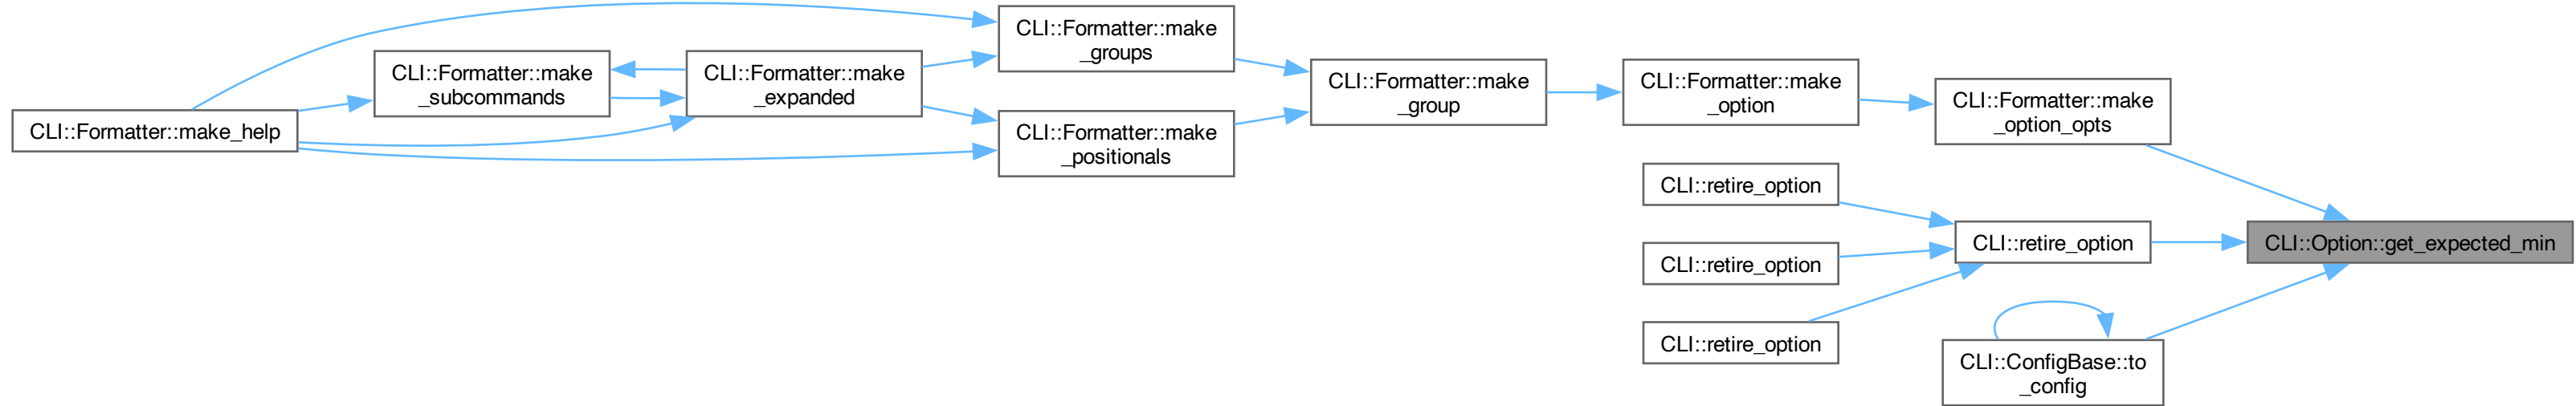 CLI::Formatter::make_help
CLI::Formatter::make
_subcommands
CLI::Formatter::make
_expanded
CLI::Formatter::make
_groups
CLI::Formatter::make
_positionals
CLI::Formatter::make
_group
CLI::Formatter::make
_option
CLI::Formatter::make
_option_opts
CLI::retire_option
CLI::retire_option
CLI::retire_option
CLI::retire_option
CLI::ConfigBase::to
_config
CLI::Option::get_expected_min